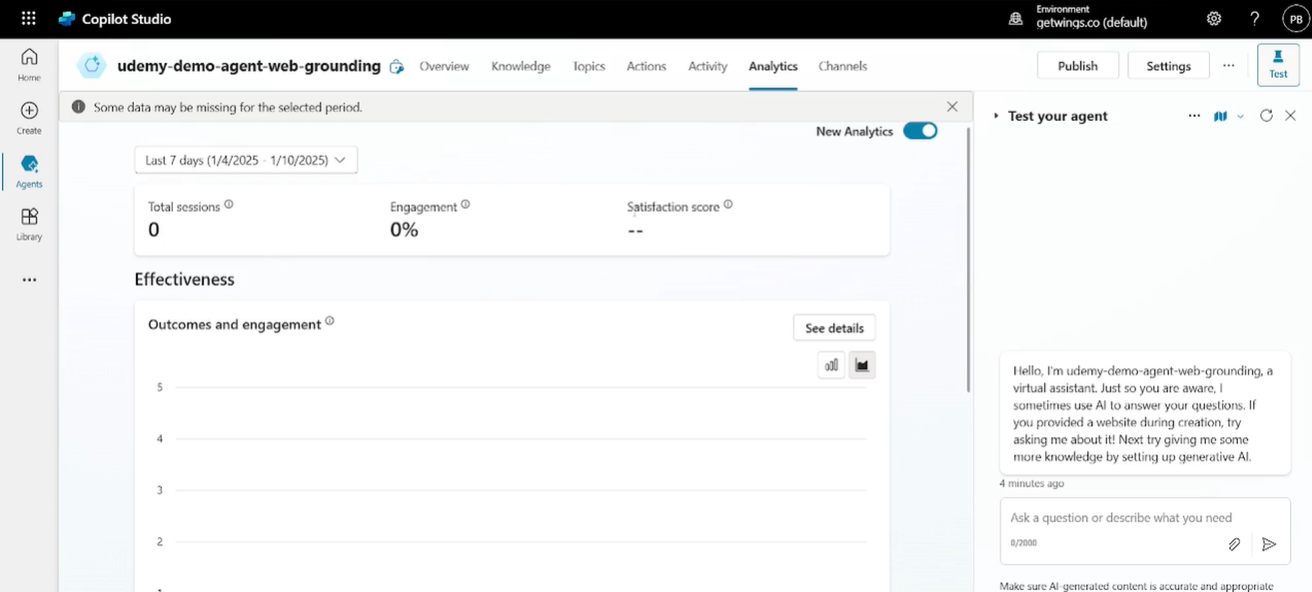 Copilot Studio
Environment
getwings.co (default)
PB
Home
Create
Agents
Library
udemy-demo-agent-web-grounding
Overview
Knowledge
Topics
Actions
Activity
Analytics
Channels
Publish
Settings
Test
Some data may be missing for the selected period.
New Analytics
Last 7 days (1/4/2025 - 1/10/2025)
Total sessions
0
Engagement
0%
Satisfaction score
--
Effectiveness
Outcomes and engagement
See details
5
4
3
2
Test your agent
Hello, I'm udemy-demo-agent-web-grounding, a
virtual assistant. Just so you are aware, I
sometimes use AI to answer your questions. If
you provided a website during creation, try
asking me about it! Next try giving me some
more knowledge by setting up generative AI.
4 minutes ago
Ask a question or describe what you need
0/2000
Make sure AI-generated content is accurate and appropriate